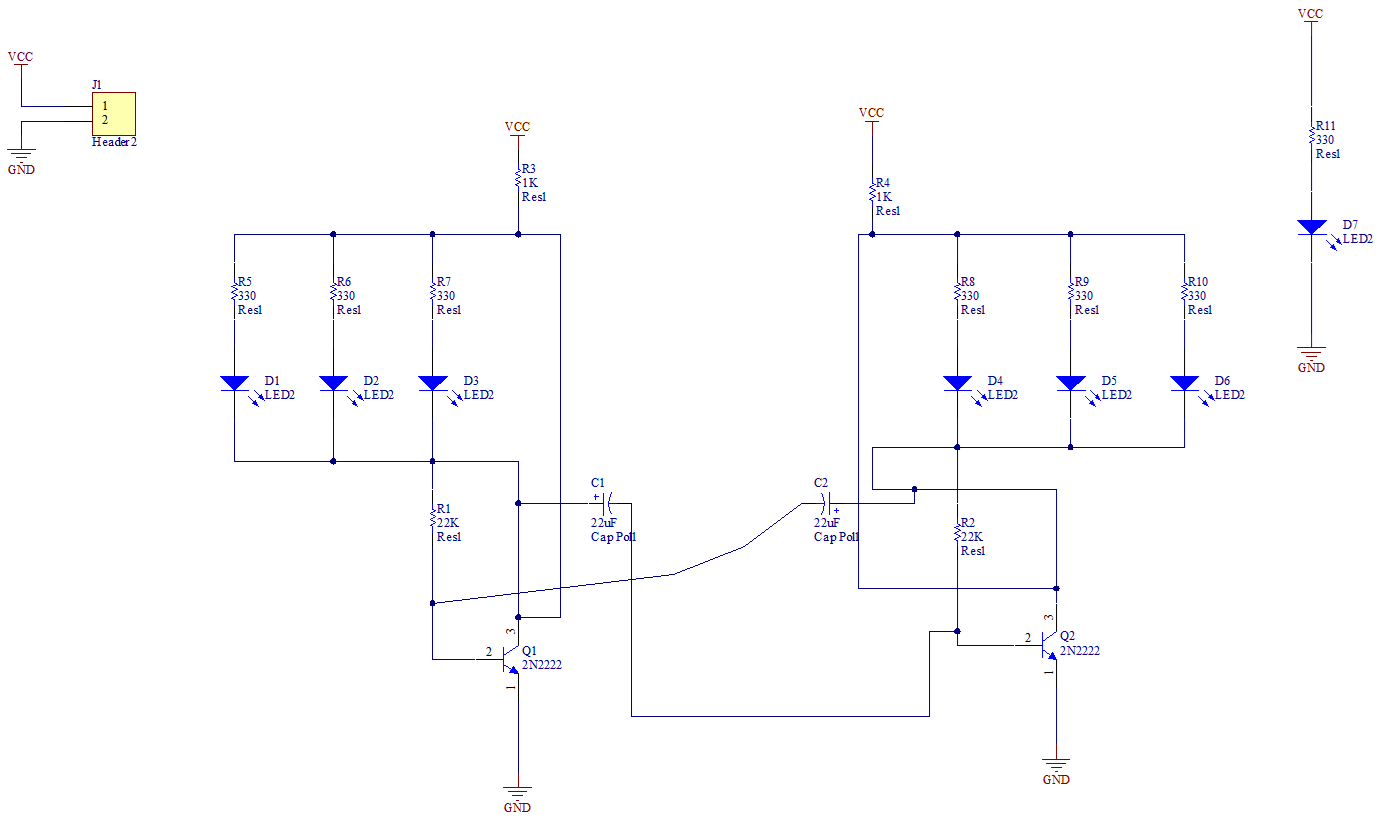 VCC
J1
1
2
Header2
GND
VCC
R3
1K
Res1
R5
330
Res1
R6
330
Res1
R7
330
Res1
D1
LED2
D2
LED2
D3
LED2
R1
22K
Res1
C1
+
22uF
Cap Pol1
2
3
1
Q1
2N2222
GND
VCC
R4
1K
Res1
R8
330
Res1
R9
330
Res1
R10
330
Res1
D4
LED2
D5
LED2
D6
LED2
C2
+
22uF
Cap Pol1
R2
22K
Res1
2
3
1
Q2
2N2222
GND
VCC
R11
330
Res1
D7
LED2
GND